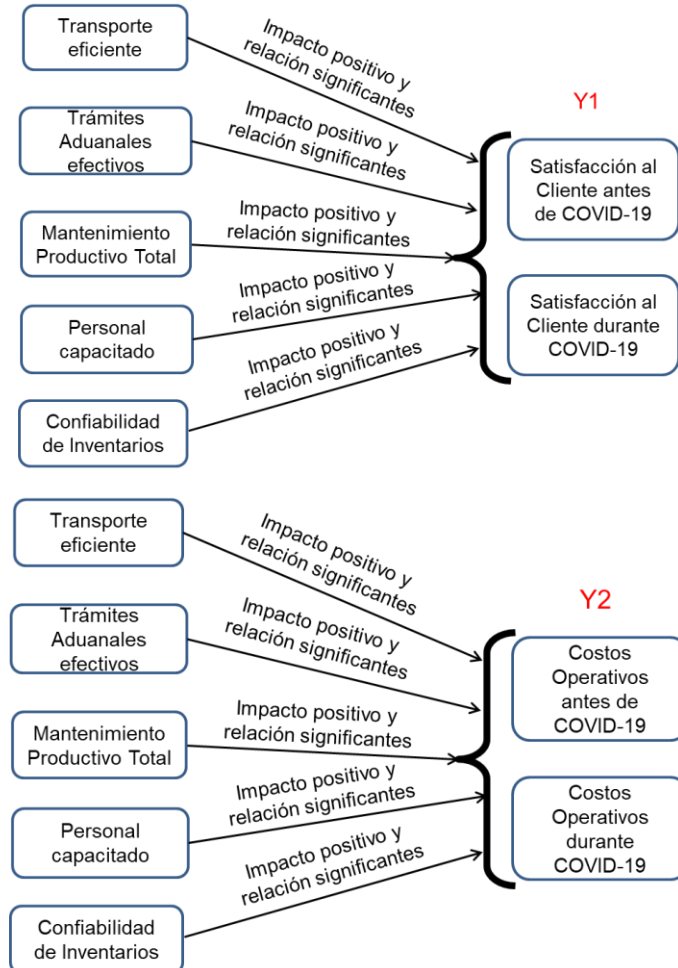 Transporte
eficiente
Impacto positivo y
relación significantes
Trámites
Aduanales
efectivos
Impacto positivo y
relación significantes
Mantenimiento
Productivo Total
Impacto positivo y
relación significantes
Personal
capacitado
Impacto positivo y
relación significantes
Confiabilidad
de Inventarios
Impacto positivo y
relación significantes
Y1
Satisfacción al
Cliente antes
de COVID-19
Satisfacción al
Cliente durante
COVID-19
Transporte
eficiente
Impacto positivo y
relación significantes
Trámites
Aduanales
efectivos
Impacto positivo y
relación significantes
Mantenimiento
Productivo Total
Impacto positivo y
relación significantes
Personal
capacitado
Impacto positivo y
relación significantes
Confiabilidad
de Inventarios
Impacto positivo y
relación significantes
Y2
Costos
Operativos
antes de
COVID-19
Costos
Operativos
durante
COVID-19